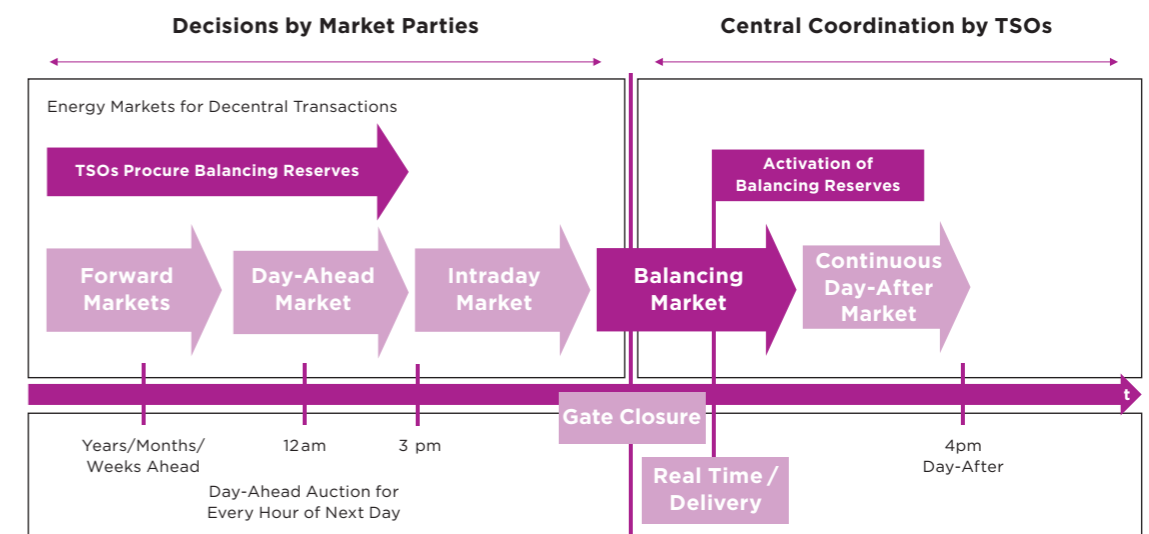 Decisions by Market Parties
Central Coordination by TSOs
Energy Markets for Decentral Transactions
TSOs Procure Balancing Reserves
Activation of
Balancing Reserves
Forward
Markets
Day-Ahead
Market
Intraday
Market
Balancing
Market
Continuous
Day-After
Market
t
Gate Closure
Years/Months/
Weeks Ahead
12am
3 pm
4pm
Day-After
Real Time /
Delivery
Day-Ahead Auction for
Every Hour of Next Day